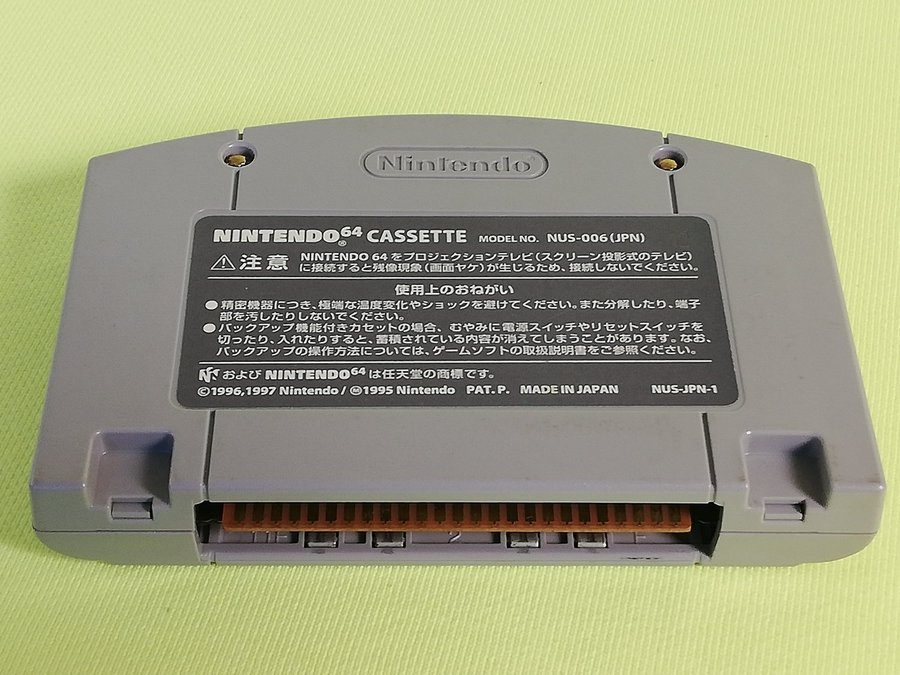 Nintendo®
NINTENDO64® CASSETTE MODEL NO. NUS-006(JPN)
⚠注意 NINTENDO 64をプロジェクションテレビ(スクリーン投影式のテレビ)
に接続すると残像現象(画面ヤケ)が生じるため、接続しないでください。
使用上のおねがい
●精密機器につき、極端な温度変化やショックを避けてください。また分解したり、端子
部を汚したりしないでください。
●バックアップ機能付きカセットの場合、むやみに電源スイッチやリセットスイッチを
切ったり、入れたりすると、蓄積されている内容が消えてしまうことがあります。なお、
バックアップの操作方法については、ゲームソフトの取扱説明書をご参照ください。
および NINTENDO64 は任天堂の商標です。
©1996,1997 Nintendo/Ⓜ1995 Nintendo PAT.P. MADE IN JAPAN NUS-JPN-1